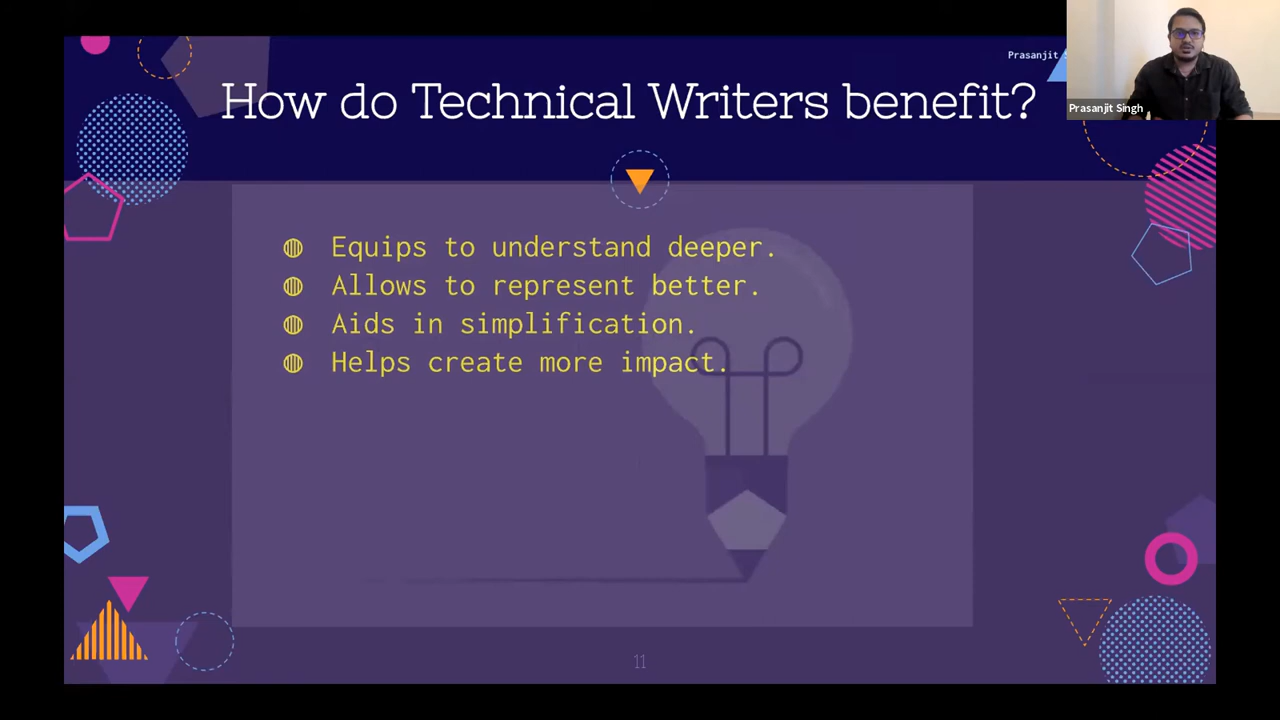 Prasanjit
How do Technical Writers benefit?
Prasanjit Singh
Equips to understand deeper.
Allows to represent better.
Aids in simplification.
Helps create more impact.
11